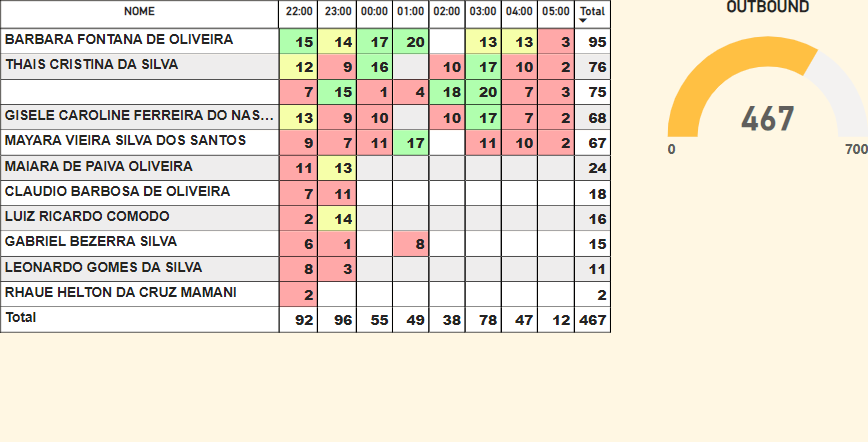 NOME 22:00 23:00 00:00 01:00 02:00 03:00 04:00 05:00 Total
BARBARA FONTANA DE OLIVEIRA 15 14 17 20 13 13 3 95
THAIS CRISTINA DA SILVA 12 9 16 10 17 10 2 76
7 15 1 4 18 20 7 3 75
GISELE CAROLINE FERREIRA DO NAS... 13 9 10 10 17 7 2 68
MAYARA VIEIRA SILVA DOS SANTOS 9 7 11 17 11 10 2 67
MAIARA DE PAIVA OLIVEIRA 11 13 24
CLAUDIO BARBOSA DE OLIVEIRA 7 11 18
LUIZ RICARDO COMODO 2 14 16
GABRIEL BEZERRA SILVA 6 1 8 15
LEONARDO GOMES DA SILVA 8 3 11
RHAUE HELTON DA CRUZ MAMANI 2 2
Total 92 96 55 49 38 78 47 12 467
OUTBOUND
467
0 700